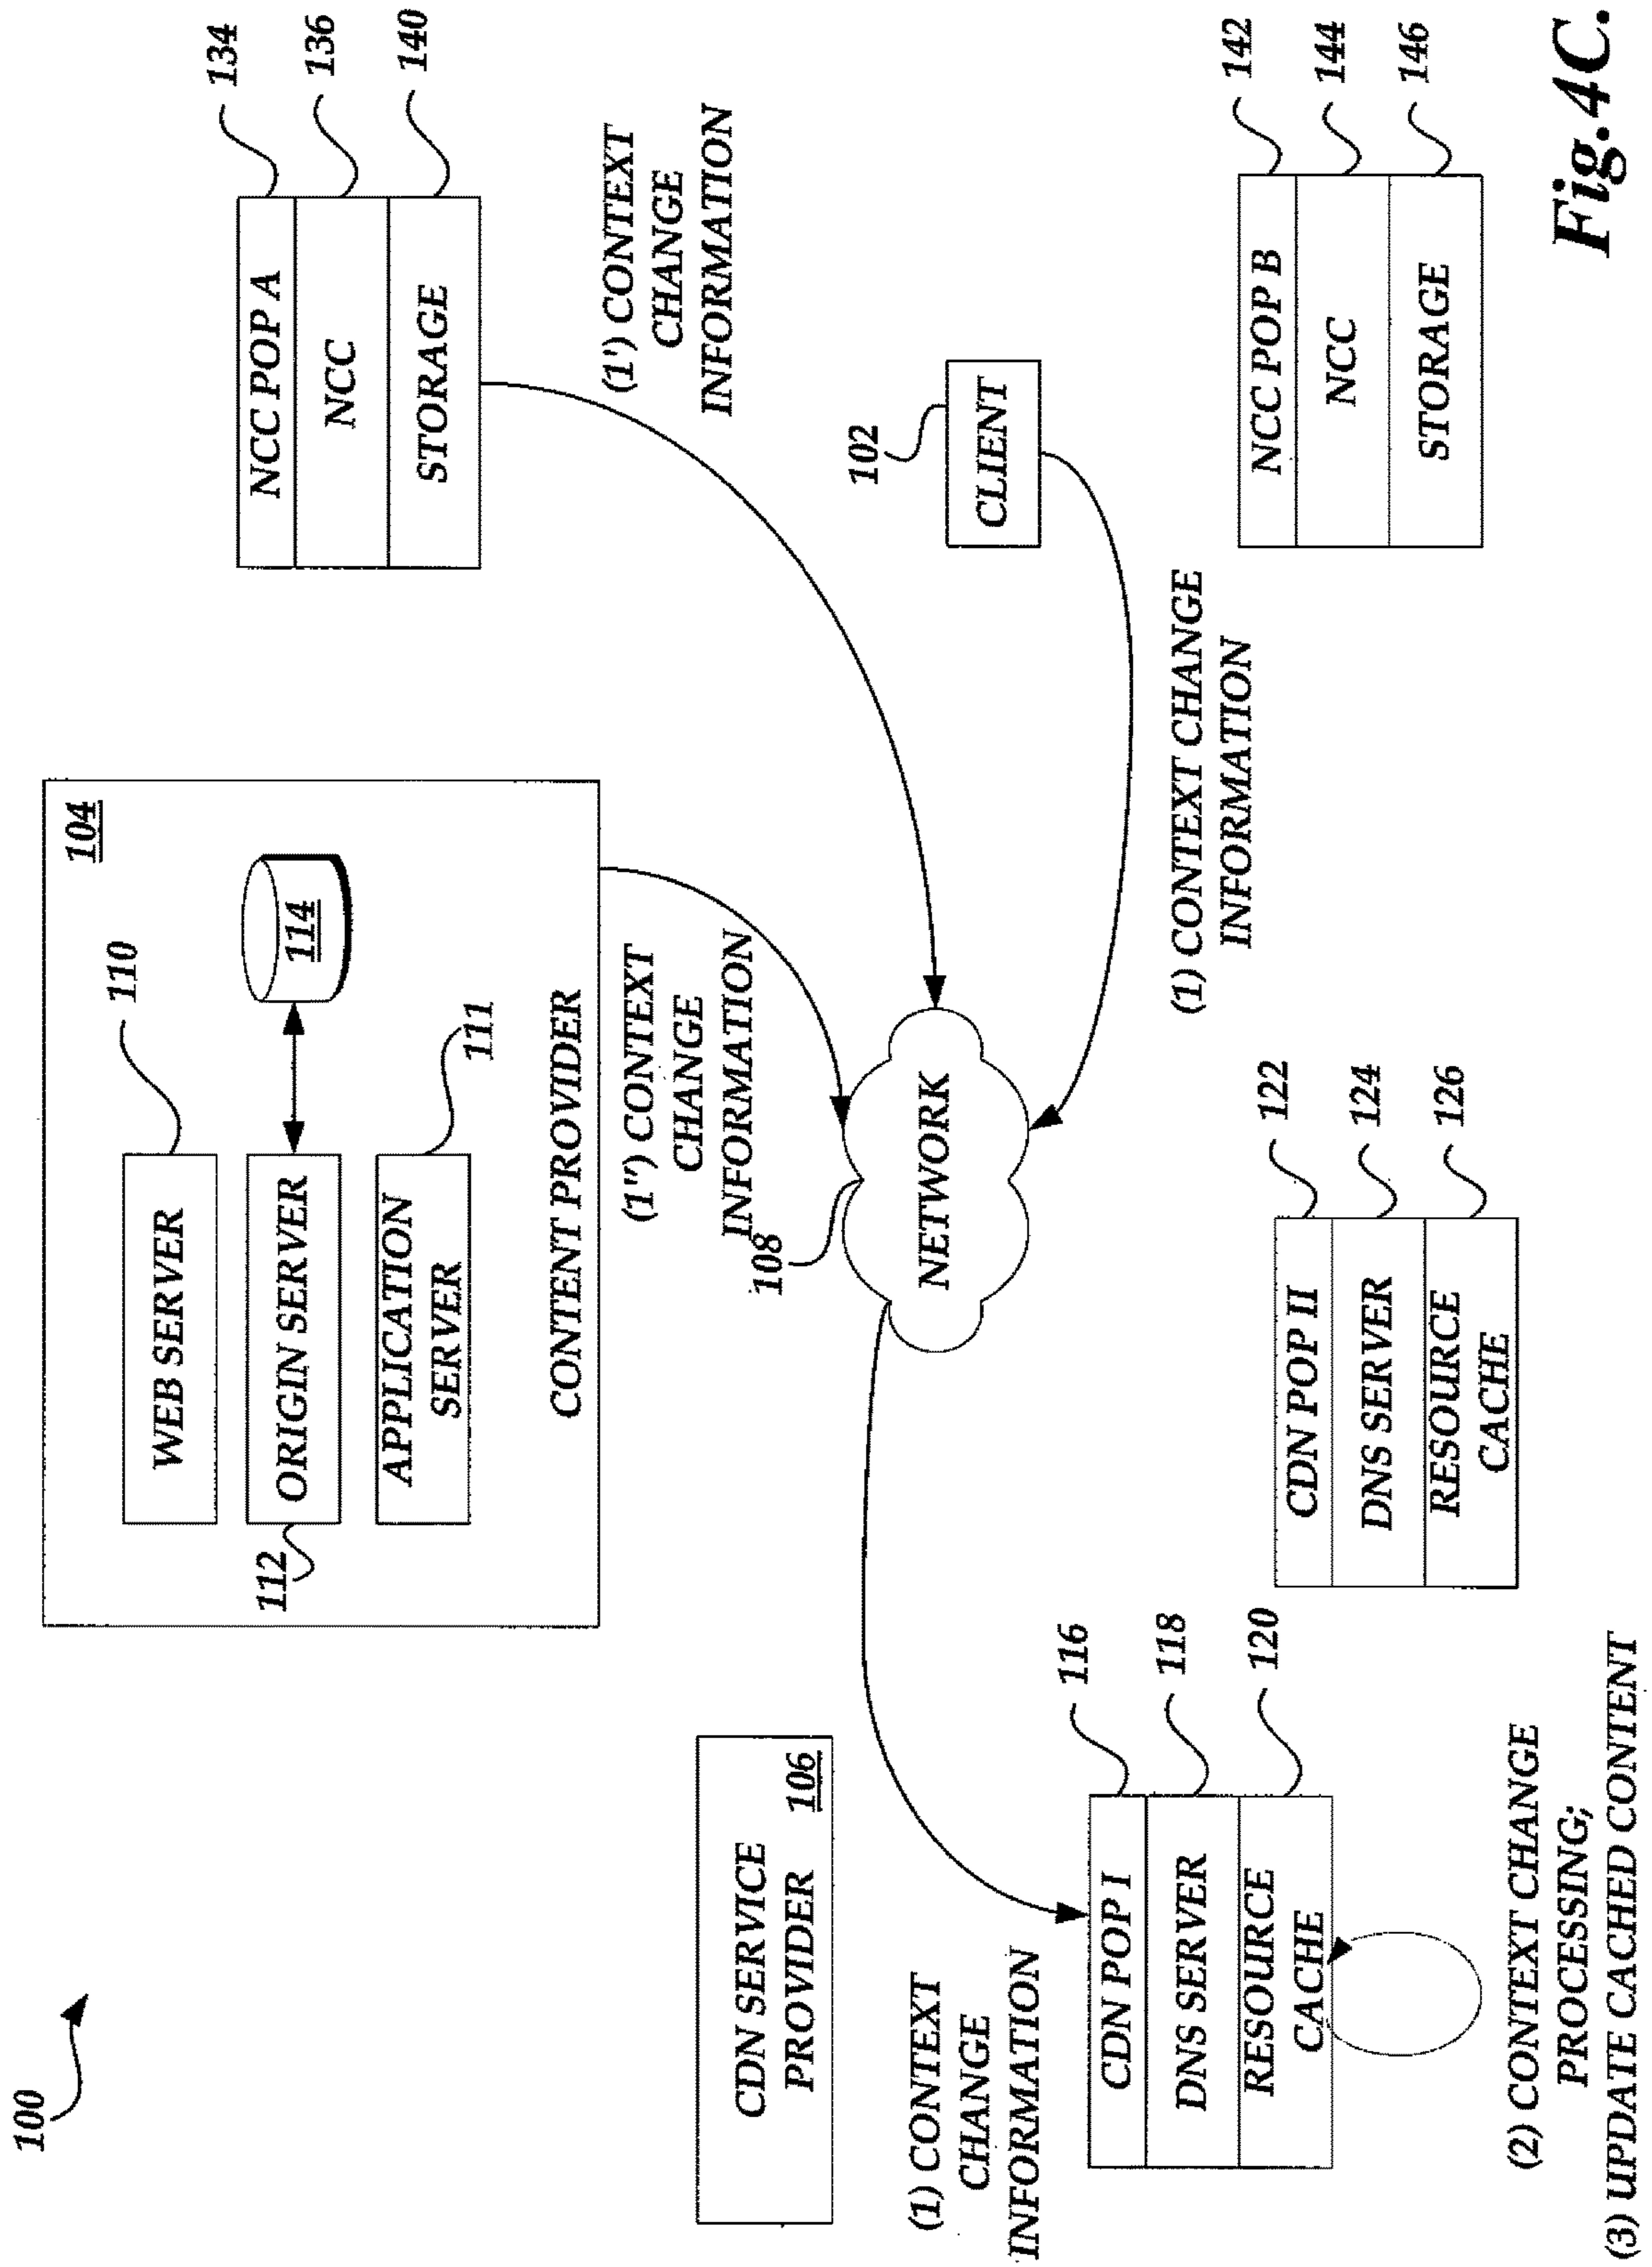 100
104
110
WEB SERVER
114
ORIGIN SERVER
112
APPLICATION
SERVER
111
CONTENT PROVIDER
134
NCC POP A
136
NCC
140
STORAGE
CDN SERVICE
PROVIDER
106
(1") CONTEXT
CHANGE
INFORMATION
(1') CONTEXT
CHANGE
INFORMATION
108
NETWORK
102
CLIENT
(1) CONTEXT
CHANGE
INFORMATION
116
CDN POP I
118
DNS SERVER
120
RESOURCE
CACHE
(1) CONTEXT CHANGE
INFORMATION
122
CDN POP II
124
DNS SERVER
126
RESOURCE
CACHE
142
NCC POP B
144
NCC
146
STORAGE
(2) CONTEXT CHANGE
PROCESSING;
(3) UPDATE CACHED CONTENT
Fig.4C.